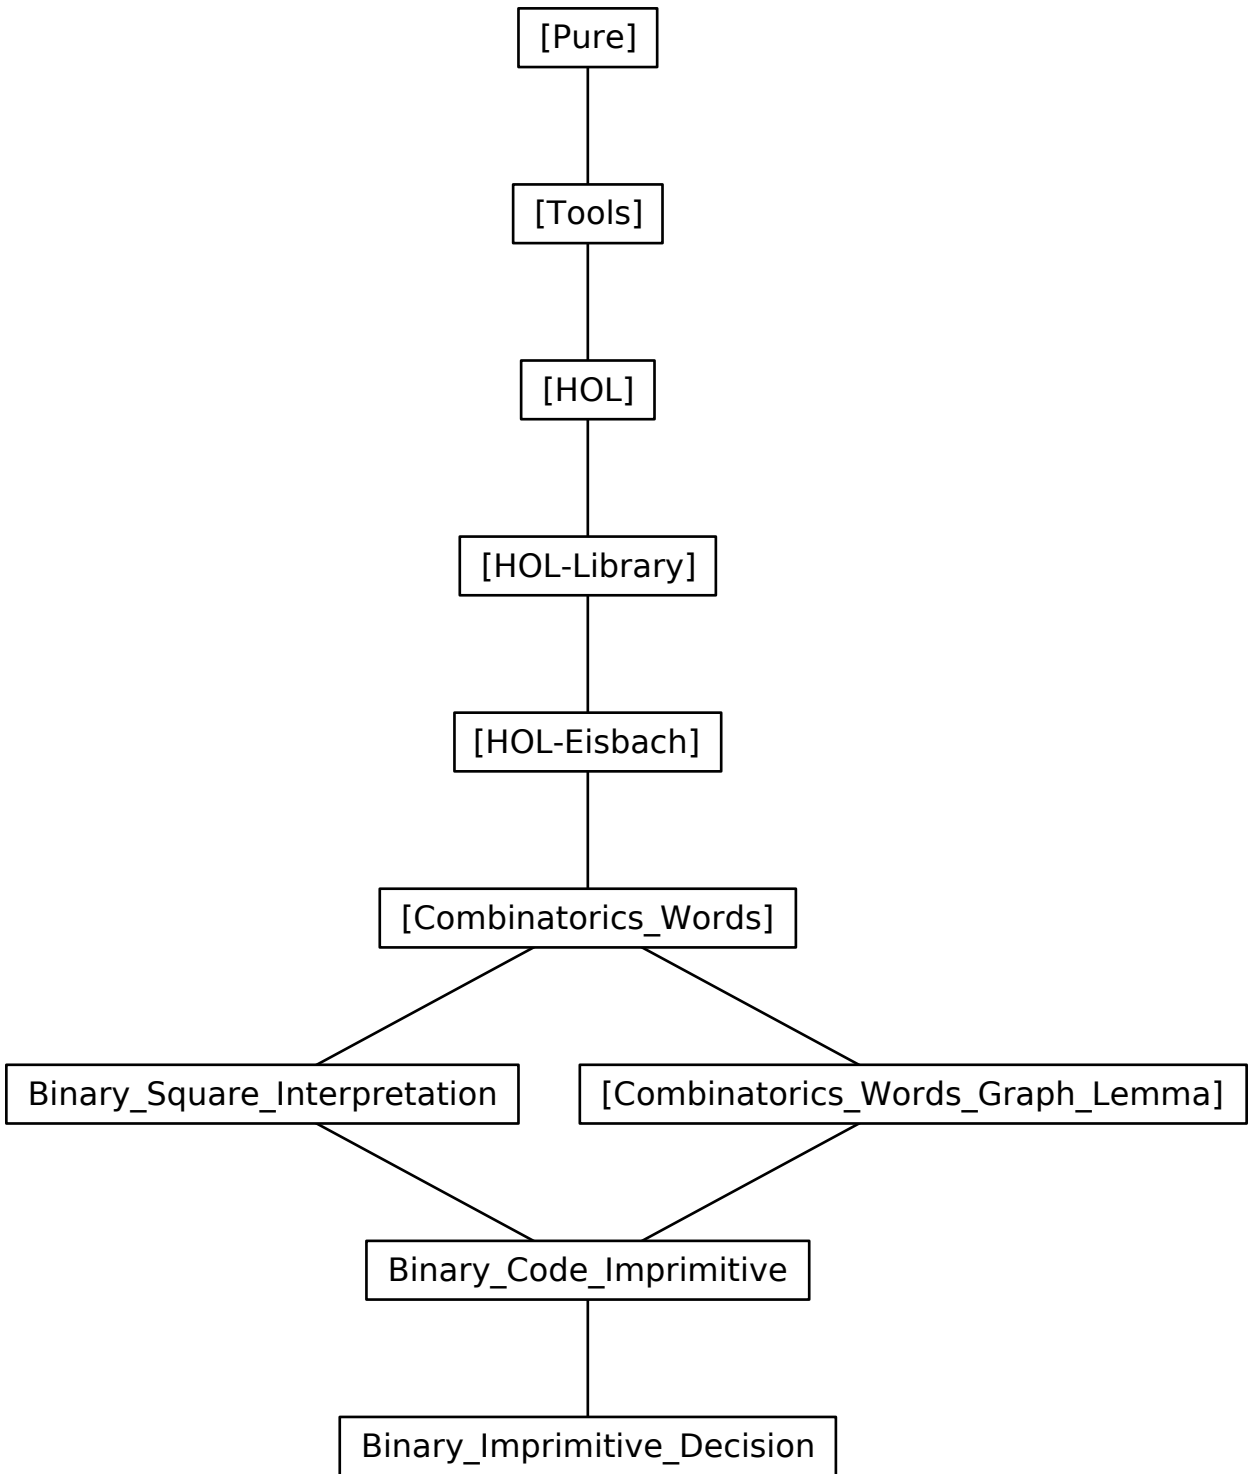 [Pure]
[Tools]
[HOL]
[HOL-Library]
[HOL-Eisbach]
[Combinatorics_Words]
Binary_Square_Interpretation
[Combinatorics_Words_Graph_Lemma]
Binary_Code_Imprimitive
Binary_Imprimitive_Decision